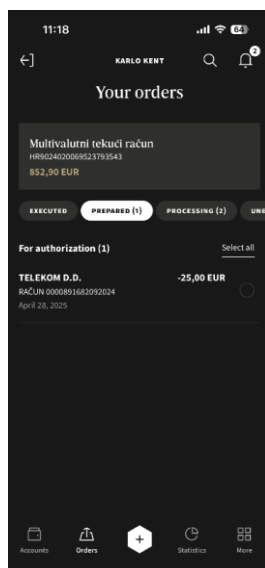 11:18
64
KARLO KENT
2
Your orders
Multivalutni tekući račun
HR9024020069523793543
852,90 EUR
EXECUTED PREPARED (1) PROCESSING (2) UNE
For authorization (1) Select all
TELEKOM D.D. -25,00 EUR
RAČUN 0000891682092024
April 28, 2025
Accounts Orders Statistics More